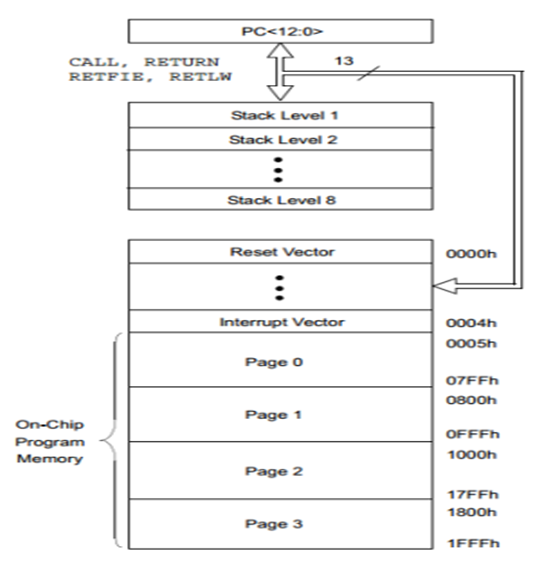 PC<12:0>
CALL, RETURN
RETFIE, RETLW
13
Stack Level 1
Stack Level 2
Stack Level 8
Reset Vector
0000h
Interrupt Vector
0004h
0005h
Page 0
07FFh
0800h
Page 1
0FFFh
On-Chip
Program
Memory
1000h
Page 2
17FFh
1800h
Page 3
1FFFh